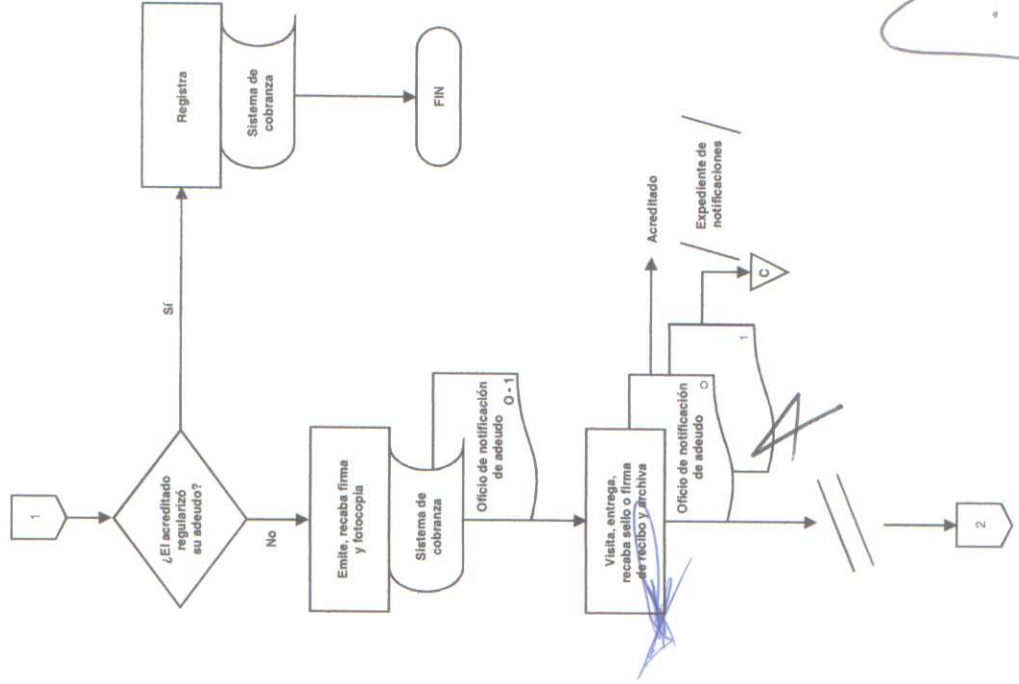 1
¿El acreditado
regularizó
su adeudo?
Sí
Registra
Sistema de
cobranza
FIN
No
Emite, recaba firma
y fotocopia
Sistema de
cobranza
Oficio de notificación
de adeudo
O - 1
Visita, entrega,
recaba sello o firma
de recibo y archiva
Oficio de notificación
de adeudo
O
1
Acreditado
Expediente de
notificaciones
C
2